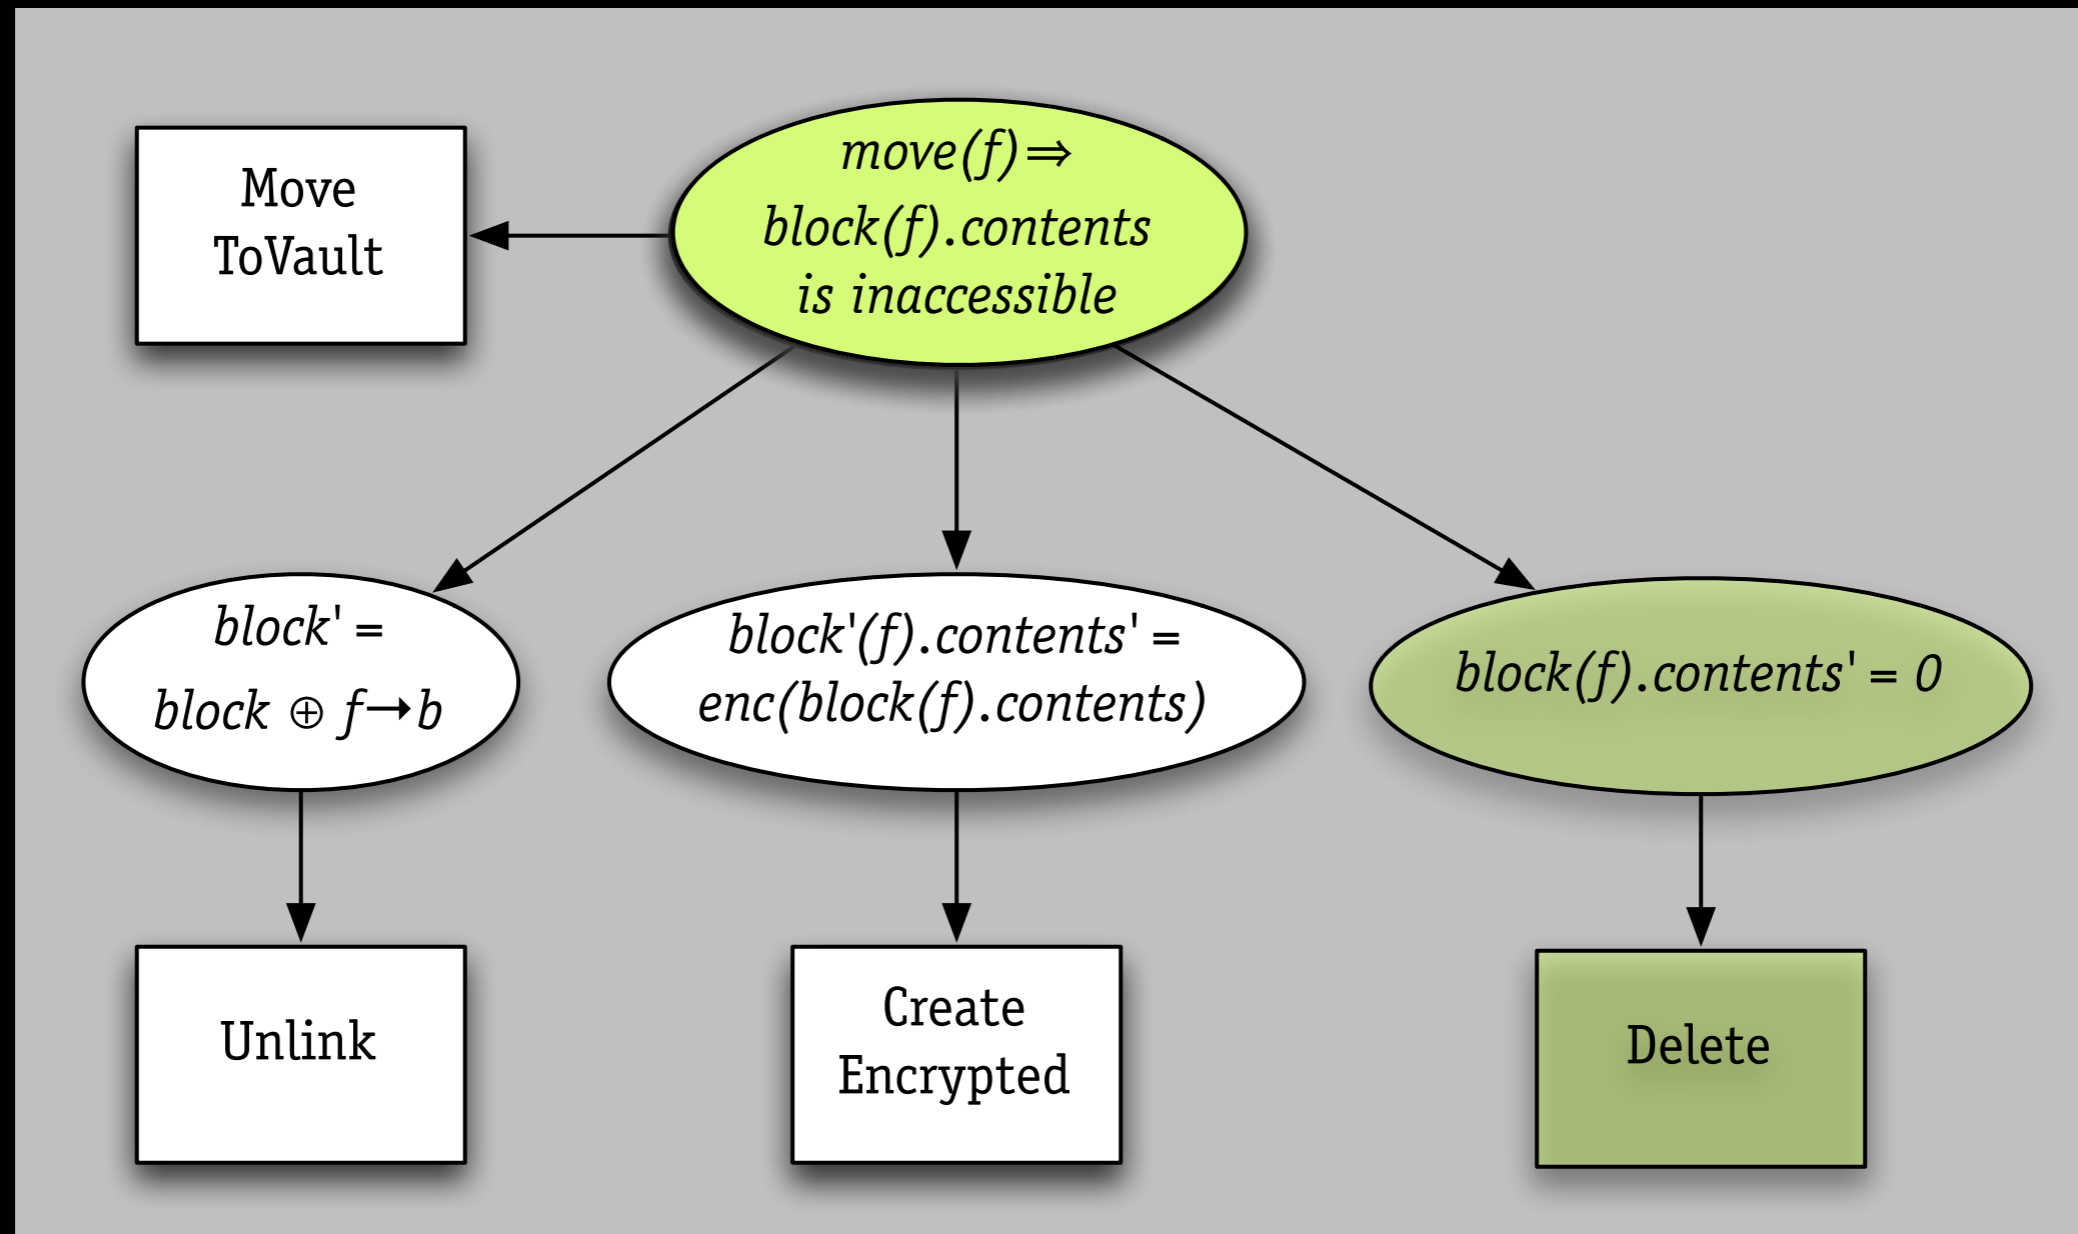 Move
ToVault
move(f)⇒
block(f).contents
is inaccessible
block' =
block ⊕ f→b
block'(f).contents' =
enc(block(f).contents)
block(f).contents' = 0
Unlink
Create
Encrypted
Delete